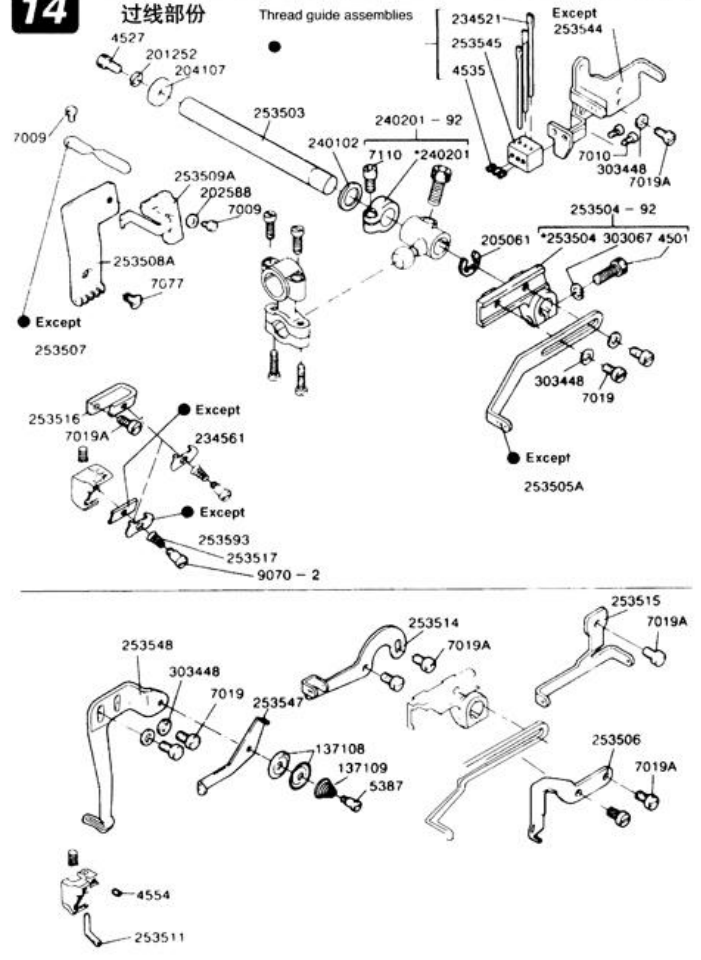 14
过线部份
Thread guide assemblies
4527
201252
204107
234521
253545
4535
Except
253544
7009
253503
240201 - 92
240102
7110 *240201
7010
303448
7019A
253509A
202588
7009
253504 - 92
*253504 303067 4501
205061
253508A
7077
Except
253507
303448
7019
253516
7019A
Except
234561
Except
253505A
Except
253593
253517
9070 - 2
253548
303448
7019
253547
253514
7019A
253515
7019A
137108
137109
5387
253506
7019A
4554
253511